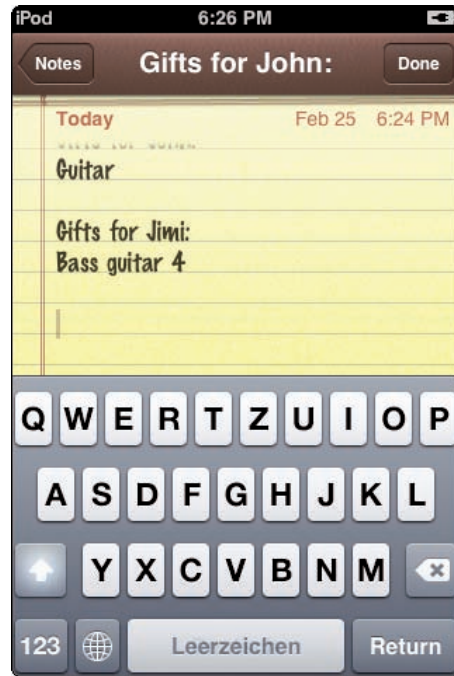 iPod 6:26 PM
Notes Gifts for John: Done
Today Feb 25 6:24 PM
Guitar
Gifts for Jimi:
Bass guitar 4
Q W E R T Z U I O P
A S D F G H J K L
Y X C V B N M
123 Leerzeichen Return